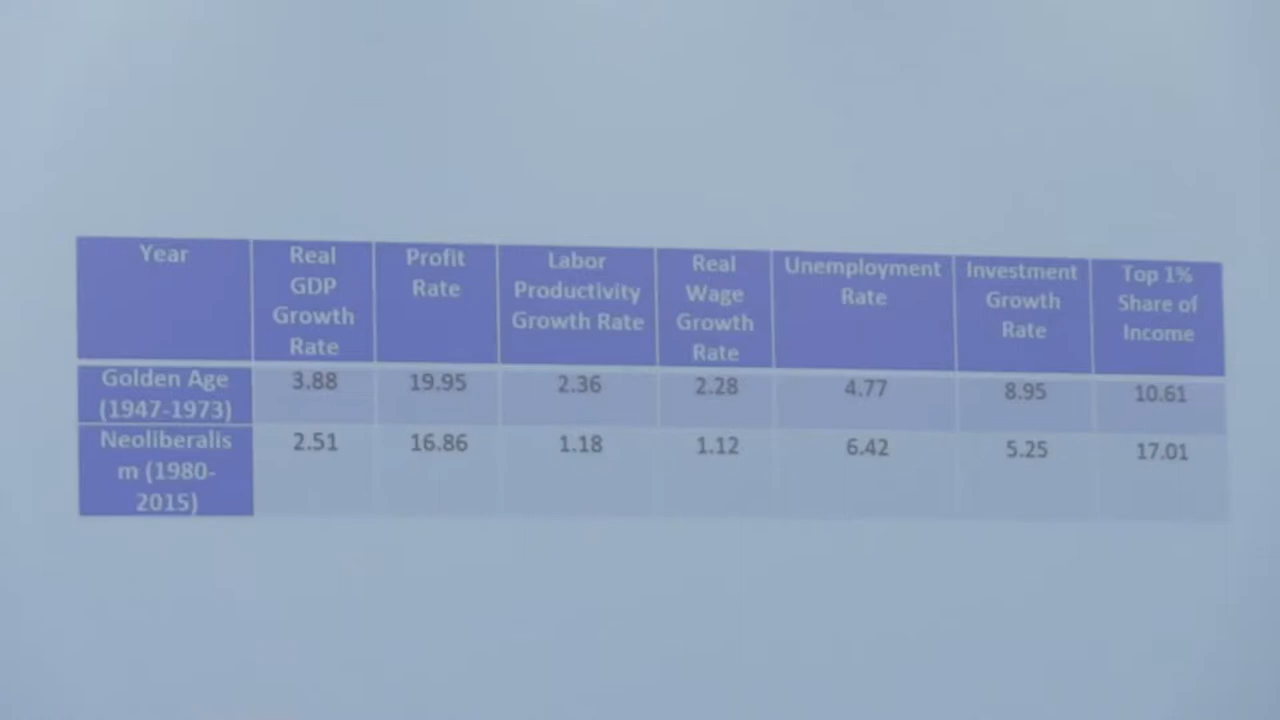 Year Real GDP Growth Rate Profit Rate Labor Productivity Growth Rate Real Wage Growth Rate Unemployment Rate Investment Growth Rate Top 1% Share of Income
Golden Age (1947-1973) 3.88 19.95 2.36 2.28 4.77 8.95 10.61
Neoliberalis m (1980- 2015) 2.51 16.86 1.18 1.12 6.42 5.25 17.01